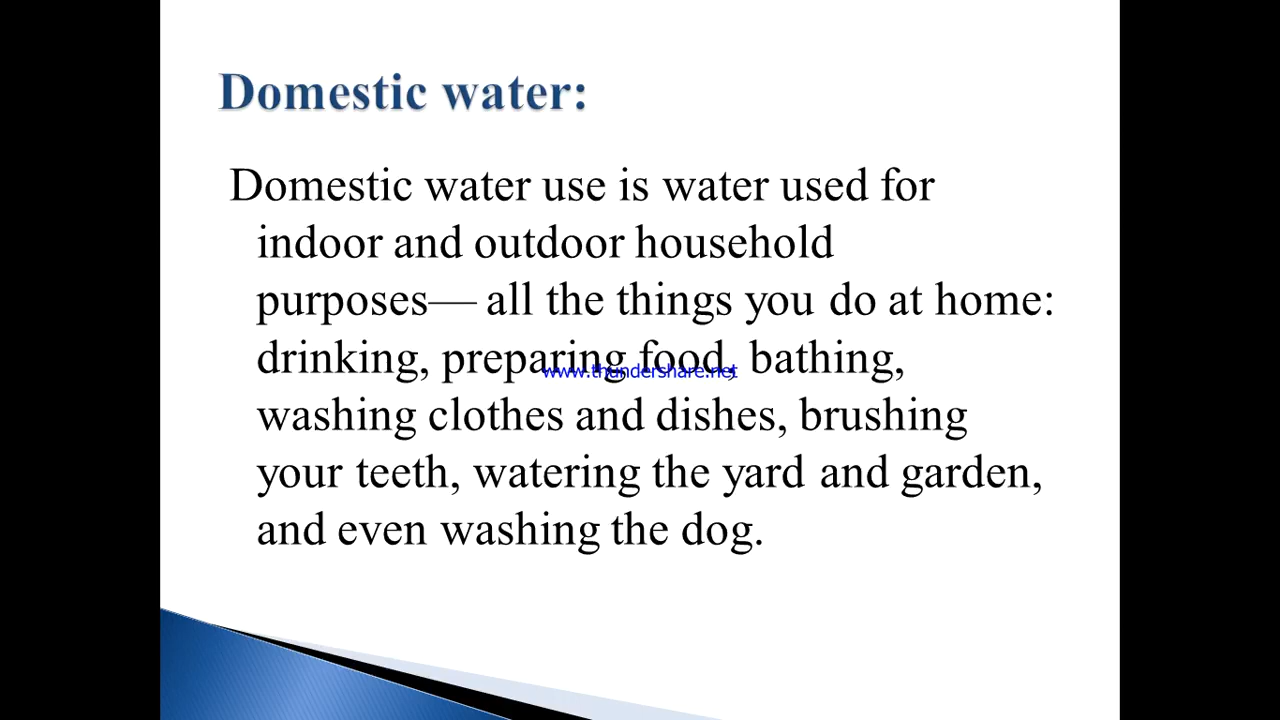 Domestic water:
Domestic water use is water used for
indoor and outdoor household
purposes— all the things you do at home:
drinking, preparing food, bathing,
www.thundershare.net
washing clothes and dishes, brushing
your teeth, watering the yard and garden,
and even washing the dog.